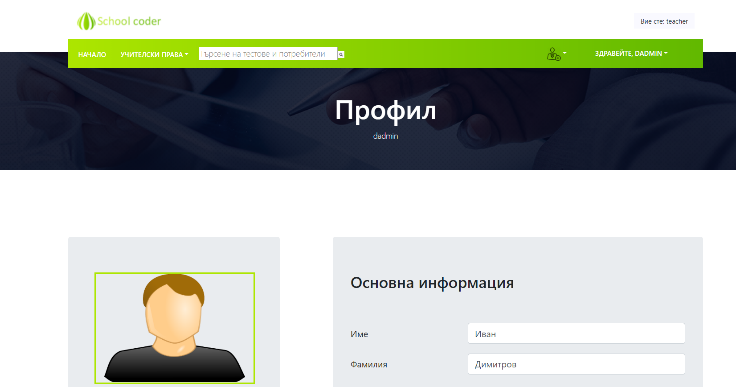 School coder
Вие сте: teacher
НАЧАЛО
УЧИТЕЛСКИ ПРАВА
търсене на тестове и потребители
ЗДРАВЕЙТЕ, DADMIN
Профил
dadmin
Основна информация
Име
Иван
Фамилия
Димитров